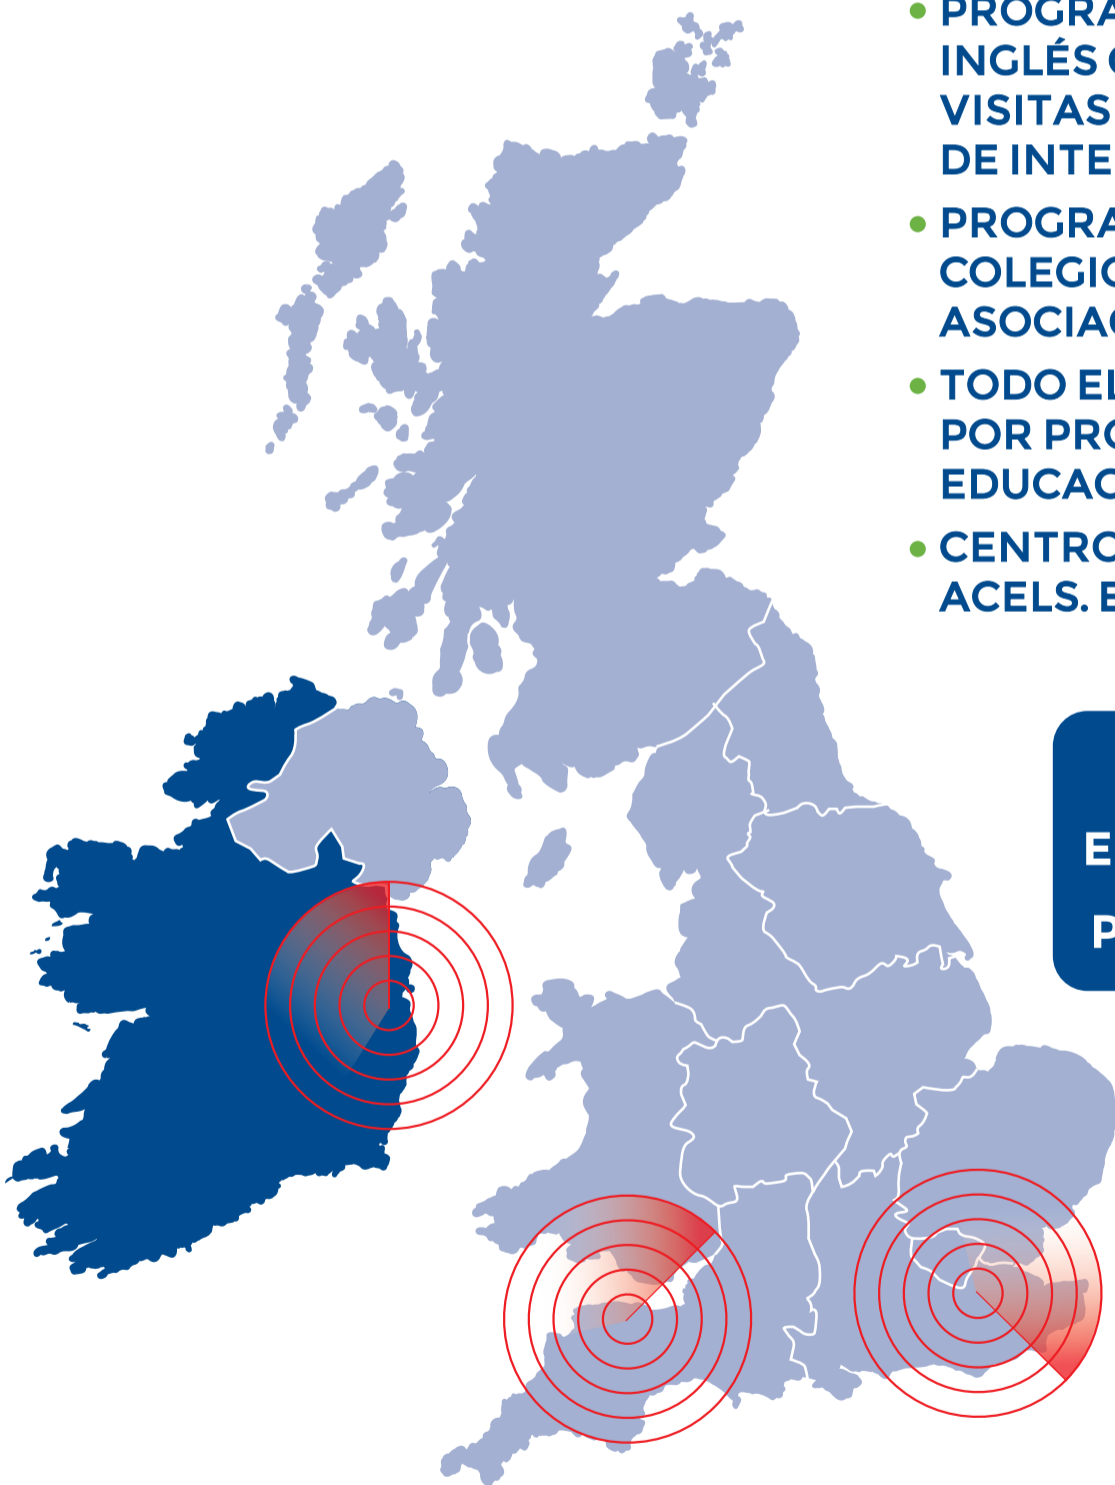 • PROGRA
INGLÉS
VISITAS
DE INTE
• PROGRA
COLEGIO
ASOCIAC
• TODO EL
POR PRO
EDUCAC
• CENTRO
ACELS. E
E
P